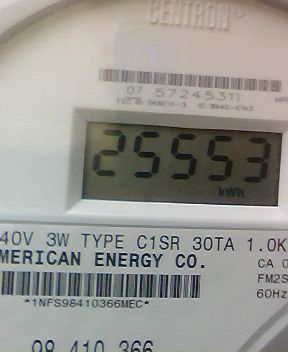 CENTRON®
07 57245311
25553
kWh
40V 3W TYPE C1SR 30TA 1.0K
MERICAN ENERGY CO.
CA 0
FM2S
*1NFS98410366MEC*
60Hz
98 410 366